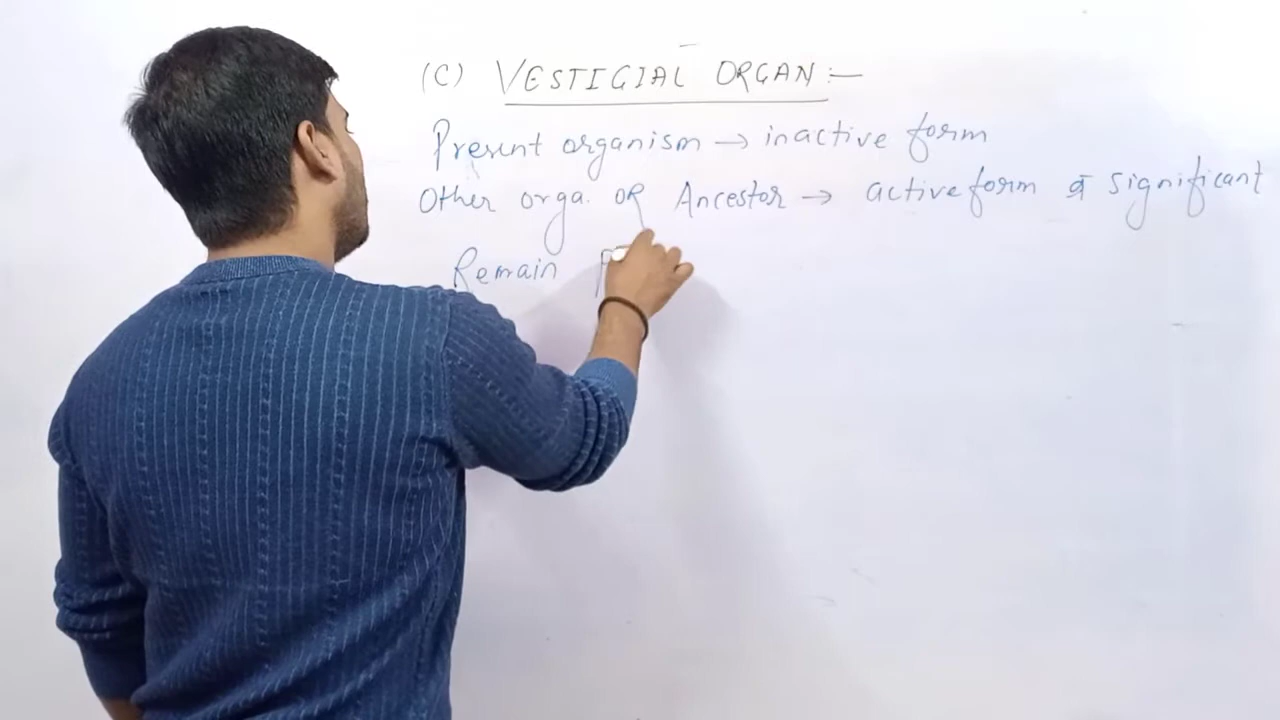 (C) VESTIGIAL ORGAN :—
Present organism → inactive form
Other orga. OR Ancestor → active form & significant
Remain